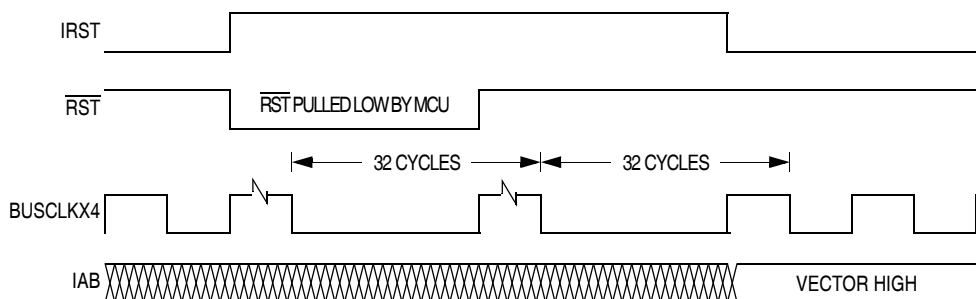 IRST
RST
RST PULLED LOW BY MCU
32 CYCLES
32 CYCLES
BUSCLKX4
IAB
VECTOR HIGH